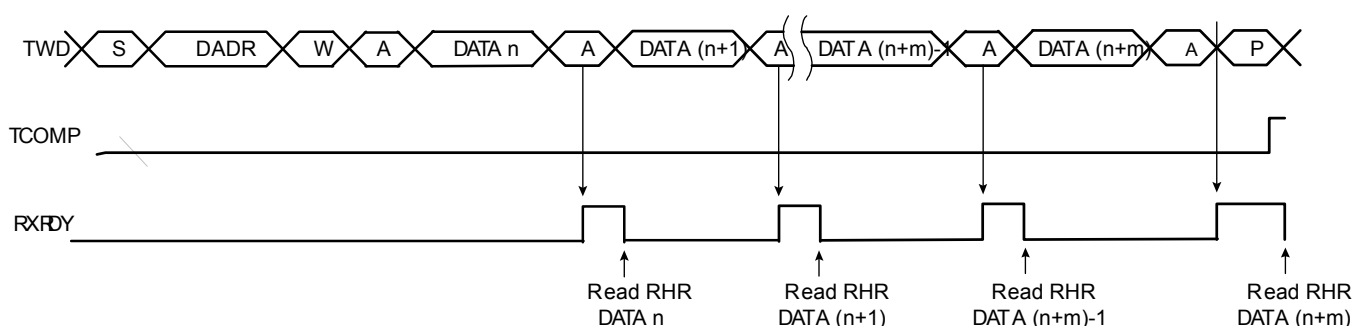 TWD S DADR W A DATA n A DATA (n+1) A DATA (n+m)-1 A DATA (n+m) A P
TCOMP
RXRDY
Read RHR Read RHR Read RHR Read RHR
DATA n DATA (n+1) DATA (n+m)-1 DATA (n+m)